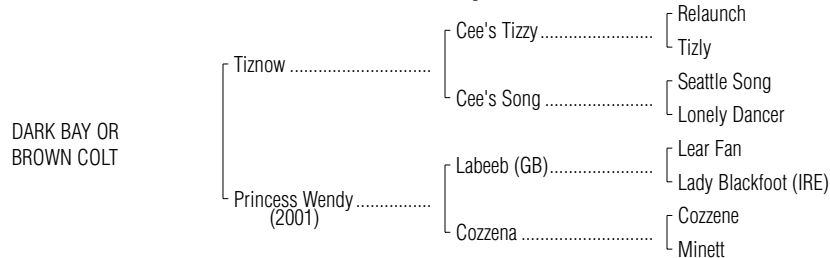 Relaunch
Cee's Tizzy
Tizly
Tiznow
Seattle Song
Cee's Song
Lonely Dancer
DARK BAY OR
BROWN COLT
Lear Fan
Labeeb (GB)
Lady Blackfoot (IRE)
Princess Wendy
(2001)
Cozzene
Cozzena
Minett